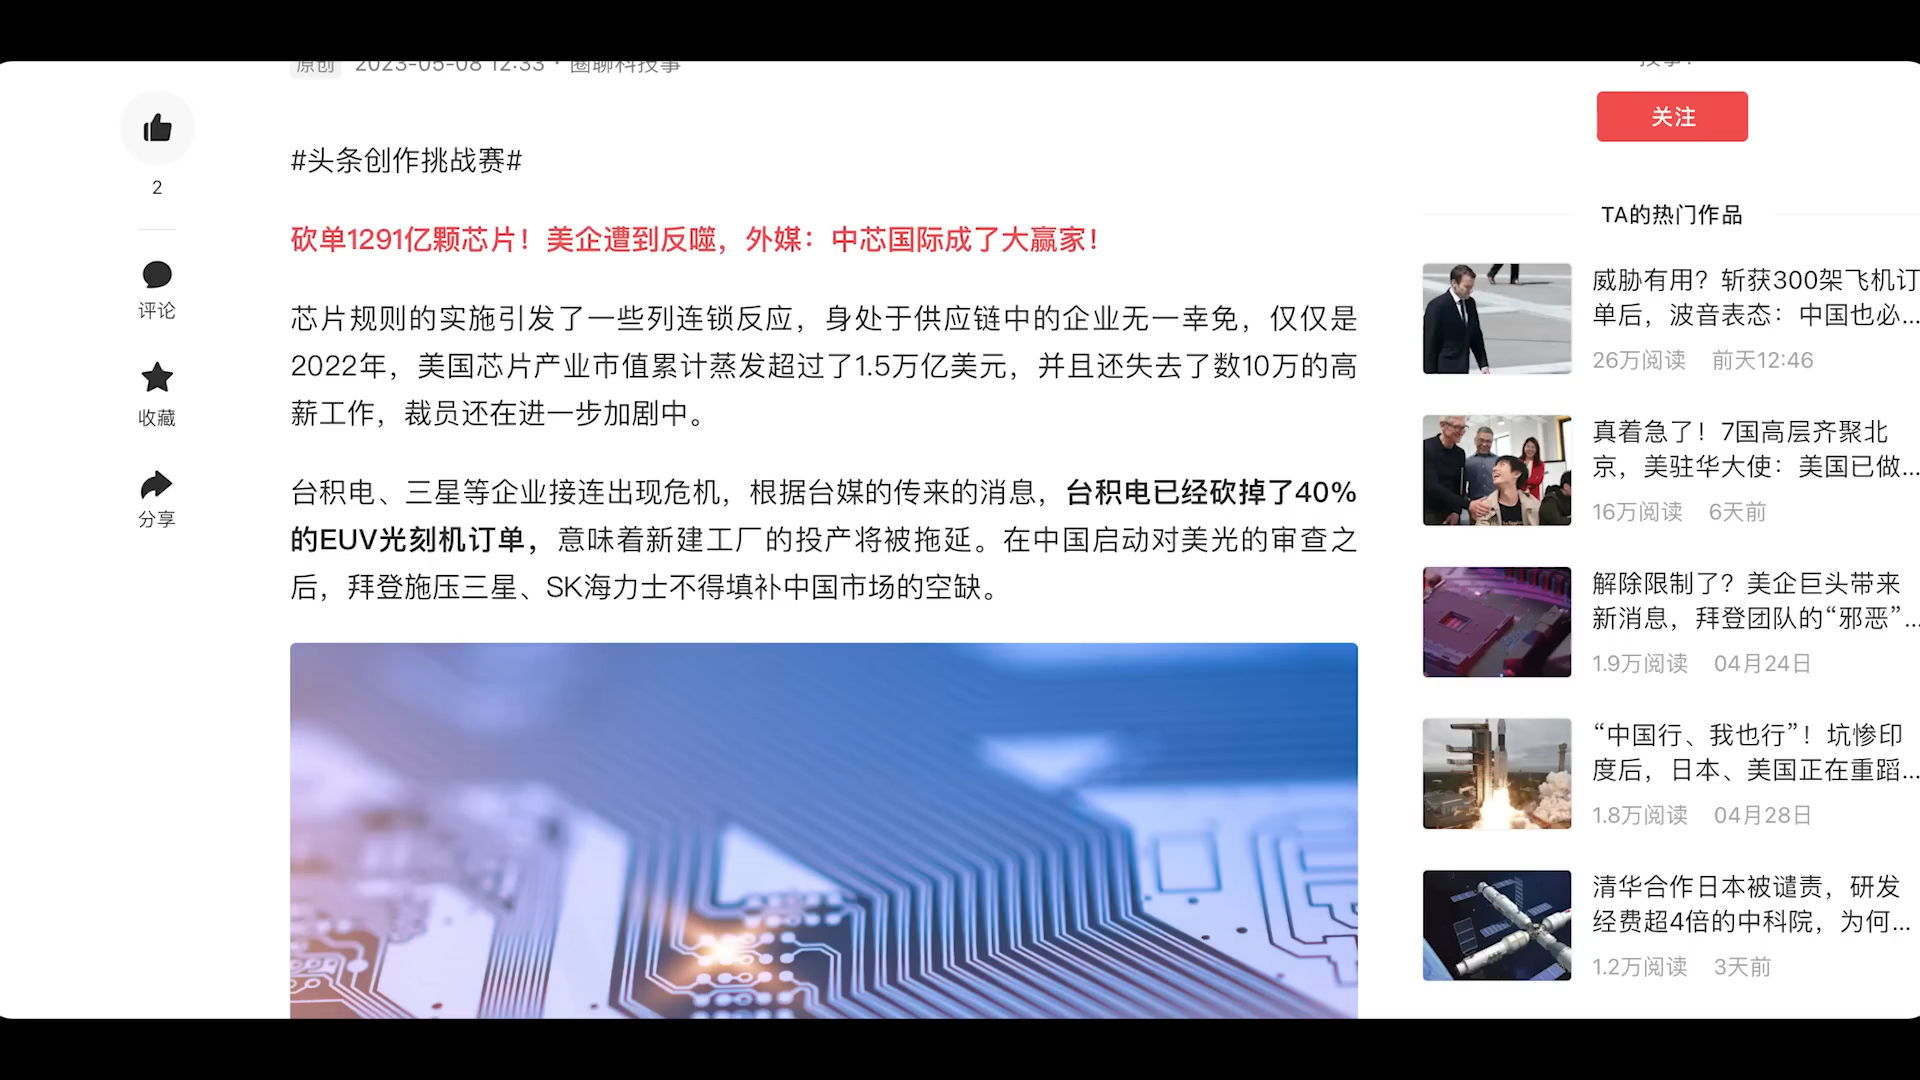 原创 2023-05-08 12:33 · 圈聊科技事
2
评论
收藏
分享
#头条创作挑战赛#
砍单1291亿颗芯片！美企遭到反噬，外媒：中芯国际成了大赢家！
芯片规则的实施引发了一些列连锁反应，身处于供应链中的企业无一幸免，仅仅是
2022年，美国芯片产业市值累计蒸发超过了1.5万亿美元，并且还失去了数10万的高
薪工作，裁员还在进一步加剧中。
台积电、三星等企业接连出现危机，根据台媒的传来的消息，台积电已经砍掉了40%
的EUV光刻机订单，意味着新建工厂的投产将被拖延。在中国启动对美光的审查之
后，拜登施压三星、SK海力士不得填补中国市场的空缺。
关注
TA的热门作品
威胁有用？斩获300架飞机订
单后，波音表态：中国也必...
26万阅读 前天12:46
真着急了！7国高层齐聚北
京，美驻华大使：美国已做...
16万阅读 6天前
解除限制了？美企巨头带来
新消息，拜登团队的“邪恶”...
1.9万阅读 04月24日
“中国行、我也行”！坑惨印
度后，日本、美国正在重蹈...
1.8万阅读 04月28日
清华合作日本被谴责，研发
经费超4倍的中科院，为何...
1.2万阅读 3天前